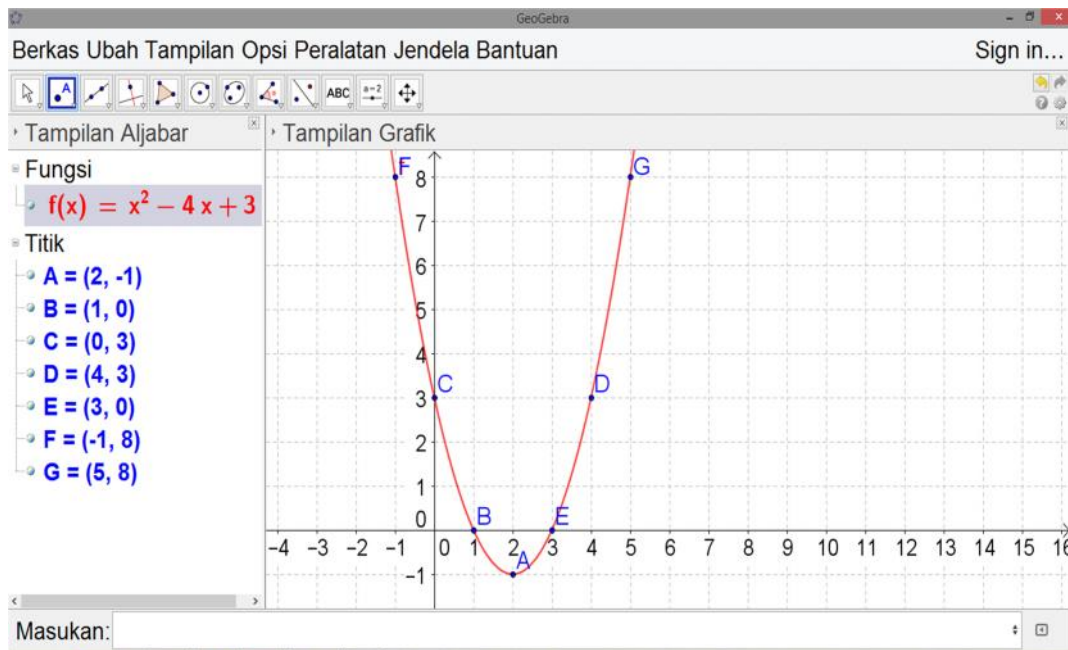 GeoGebra
Berkas Ubah Tampilan Opsi Peralatan Jendela Bantuan Sign in...
A ABC a=2
Tampilan Aljabar
Fungsi
f(x) = x² − 4 x + 3
Titik
A = (2, -1)
B = (1, 0)
C = (0, 3)
D = (4, 3)
E = (3, 0)
F = (-1, 8)
G = (5, 8)
Tampilan Grafik
F G
8
7
6
5
4
C D
3
2
1
B E
0
−4 −3 −2 −1 0 1 2 3 4 5 6 7 8 9 10 11 12 13 14 15 16
A
−1
Masukan: